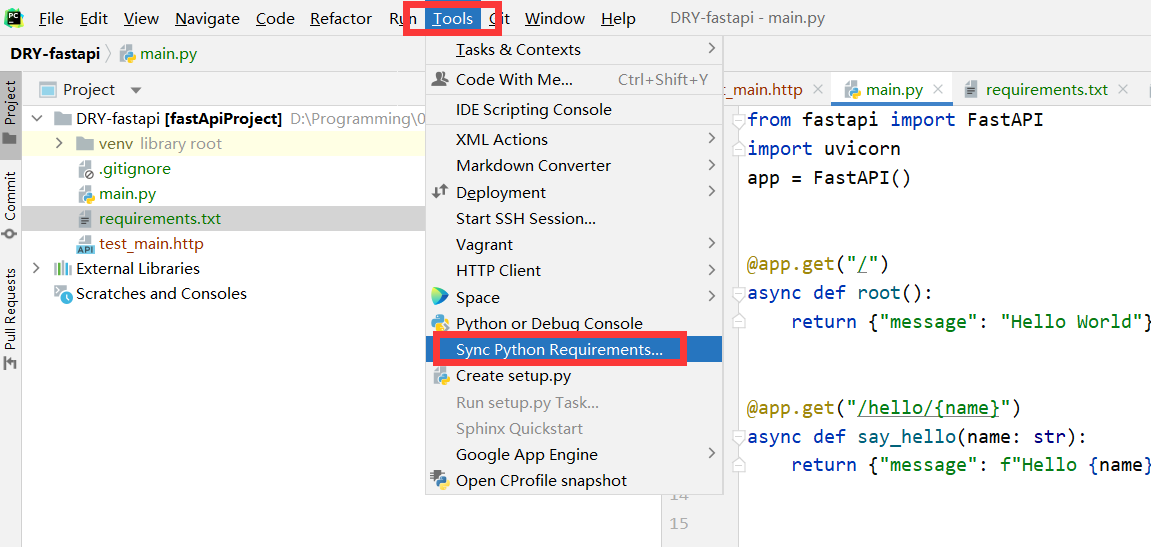 File Edit View Navigate Code Refactor Run Tools Git Window Help DRY-fastapi - main.py
DRY-fastapi main.py
Project
Commit
Pull Requests
Project
DRY-fastapi [fastApiProject] D:\Programming\0
venv library root
.gitignore
main.py
requirements.txt
API test_main.http
External Libraries
Scratches and Consoles
Tasks & Contexts
Code With Me... Ctrl+Shift+Y
IDE Scripting Console
XML Actions
Markdown Converter
Deployment
Start SSH Session...
Vagrant
HTTP Client
Space
Python or Debug Console
Sync Python Requirements...
Create setup.py
Run setup.py Task...
Sphinx Quickstart
Google App Engine
Open CProfile snapshot
t_main.http main.py requirements.txt
from fastapi import FastAPI
import uvicorn
app = FastAPI()
@app.get("/")
async def root():
return {"message": "Hello World"}
@app.get("/hello/{name}")
async def say_hello(name: str):
return {"message": f"Hello {name}
14
15